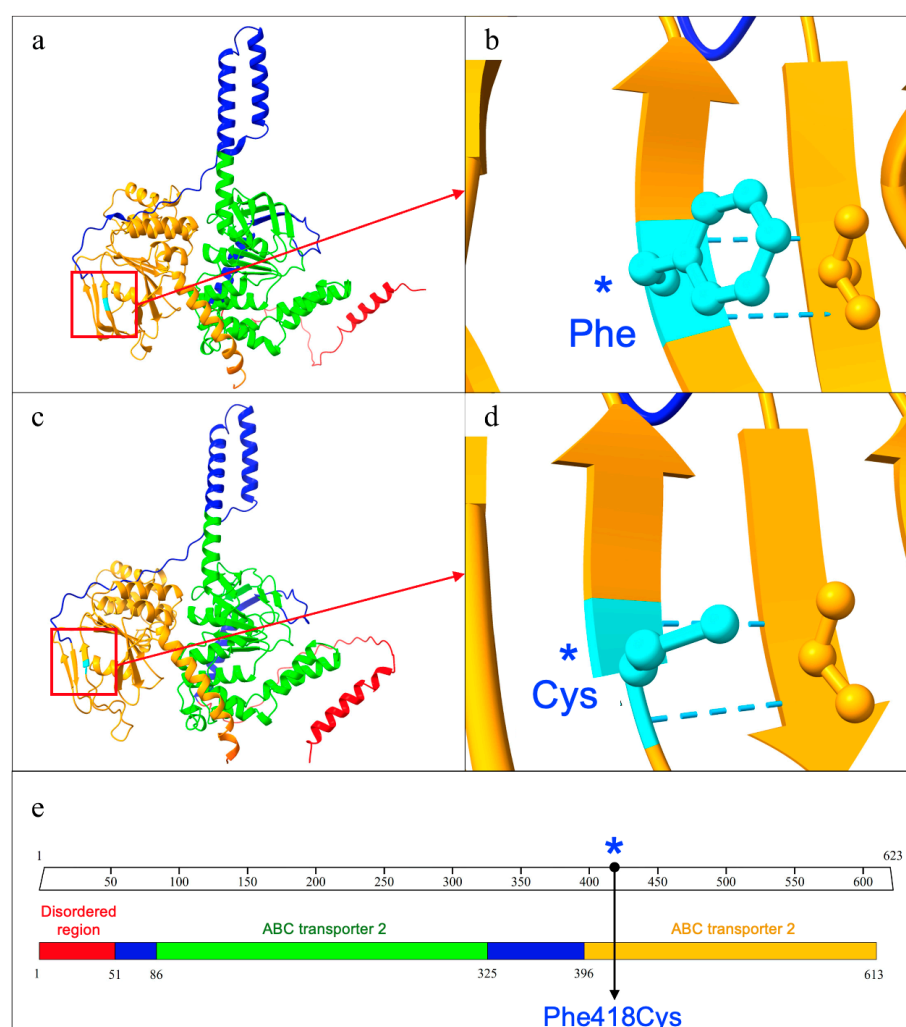 a
b
*
Phe
c
d
*
Cys
e
*
1
623
50 100 150 200 250 300 350 400 450 500 550 600
Disordered
region
ABC transporter 2
ABC transporter 2
1 51 86 325 396 613
Phe418Cys